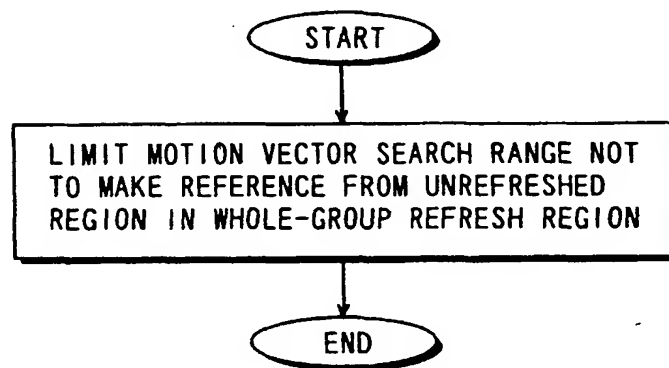 START
LIMIT MOTION VECTOR SEARCH RANGE NOT
TO MAKE REFERENCE FROM UNREFRESHED
REGION IN WHOLE-GROUP REFRESH REGION
END